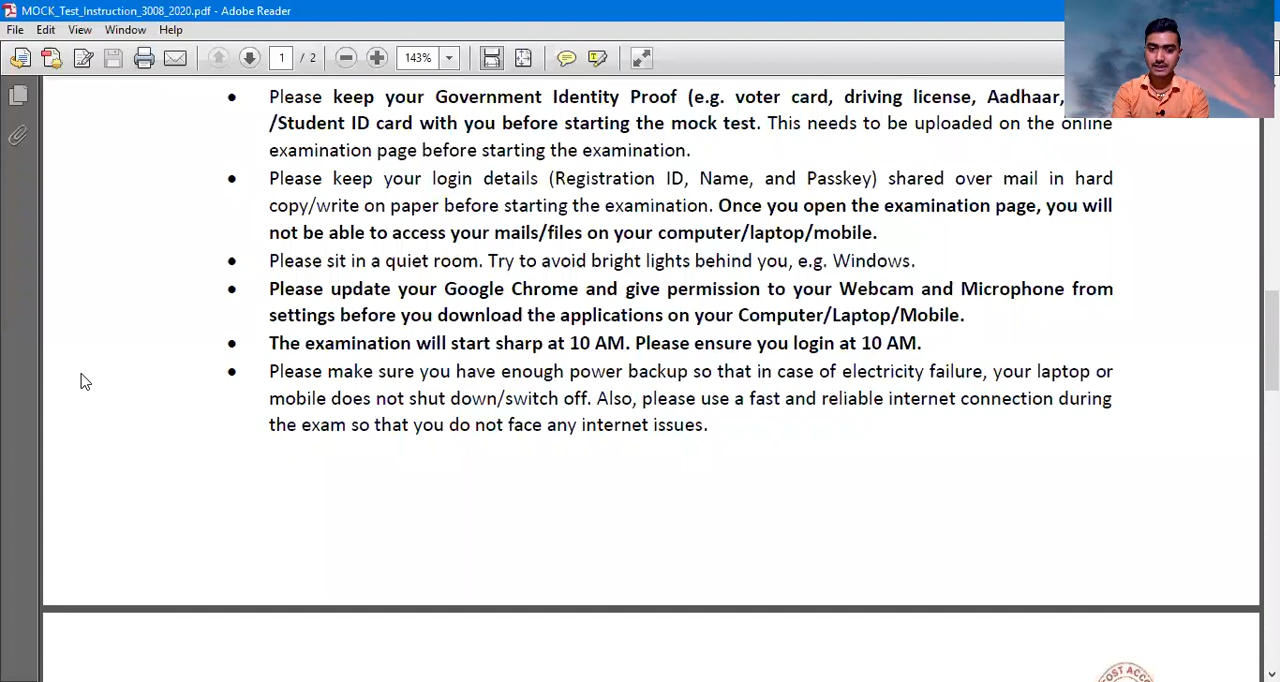 MOCK_Test_Instruction_3008_2020.pdf - Adobe Reader
File Edit View Window Help
1 / 2 143%
• Please keep your Government Identity Proof (e.g. voter card, driving license, Aadhaar,
/Student ID card with you before starting the mock test. This needs to be uploaded on the online
examination page before starting the examination.
• Please keep your login details (Registration ID, Name, and Passkey) shared over mail in hard
copy/write on paper before starting the examination. Once you open the examination page, you will
not be able to access your mails/files on your computer/laptop/mobile.
• Please sit in a quiet room. Try to avoid bright lights behind you, e.g. Windows.
• Please update your Google Chrome and give permission to your Webcam and Microphone from
settings before you download the applications on your Computer/Laptop/Mobile.
• The examination will start sharp at 10 AM. Please ensure you login at 10 AM.
• Please make sure you have enough power backup so that in case of electricity failure, your laptop or
mobile does not shut down/switch off. Also, please use a fast and reliable internet connection during
the exam so that you do not face any internet issues.